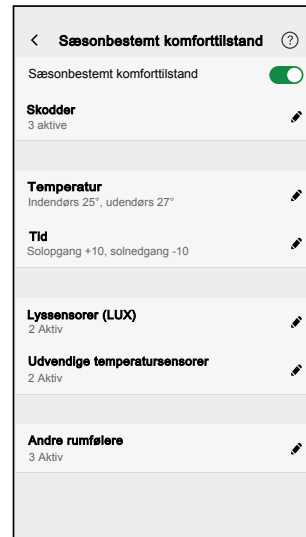 Sæsonbestemt komforttilstand ?
Sæsonbestemt komforttilstand
Skodder
3 aktive
Temperatur
Indendørs 25°, udendørs 27°
Tid
Solopgang +10, solnedgang -10
Lyssensorer (LUX)
2 Aktiv
Udvendige temperatursensorer
2 Aktiv
Andre rumfølere
3 Aktiv